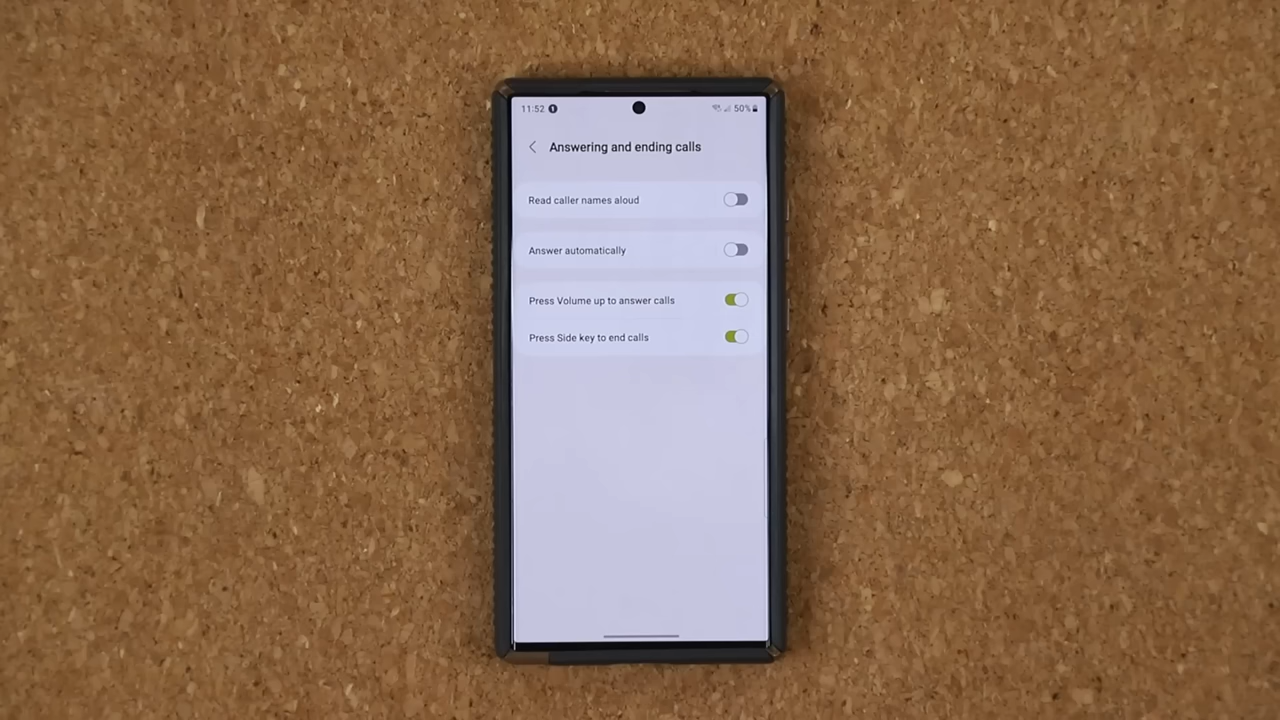 11:52
50%
Answering and ending calls
Read caller names aloud
Answer automatically
Press Volume up to answer calls
Press Side key to end calls